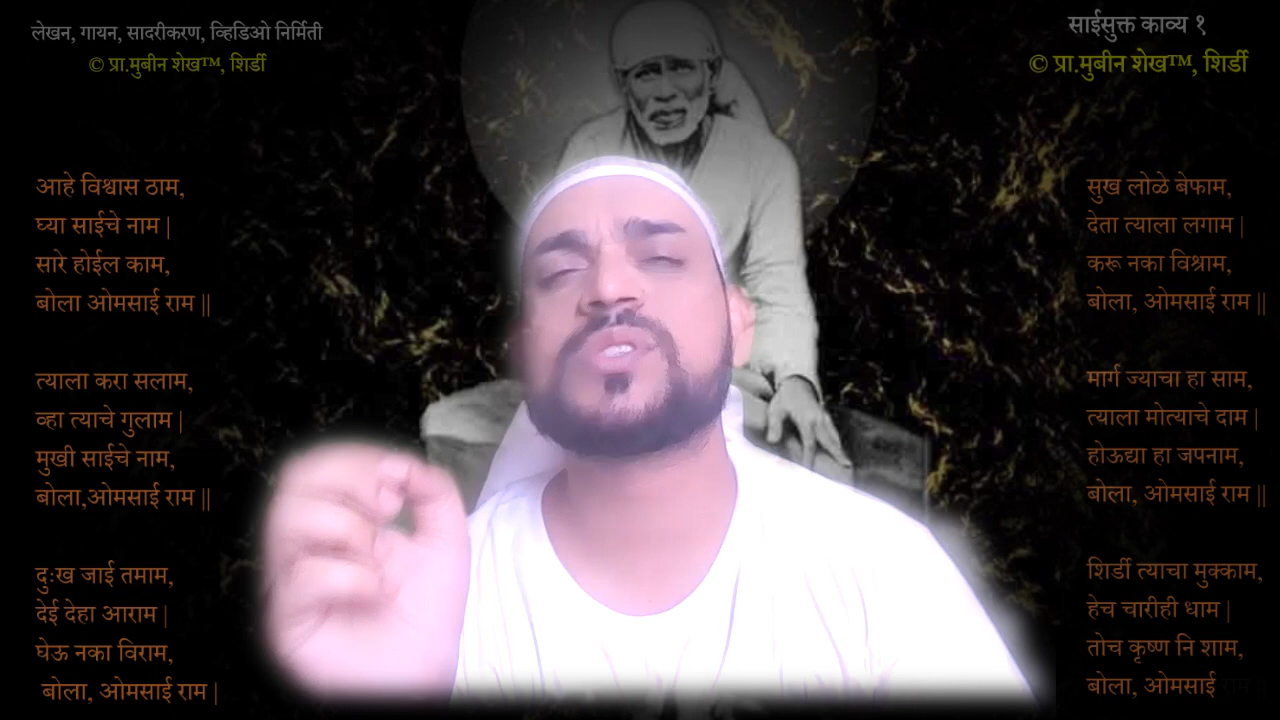 लेखन, गायन, सादरीकरण, व्हिडिओ निर्मिती
© प्रा.मुबीन शेख™, शिर्डी
साईसुक्त काव्य १
© प्रा.मुबीन शेख™, शिर्डी
आहे विश्वास ठाम,
घ्या साईचे नाम |
सारे होईल काम,
बोला ओमसाई राम ||
त्याला करा सलाम,
व्हा त्याचे गुलाम |
मुखी साईचे नाम,
बोला,ओमसाई राम ||
दुःख जाई तमाम,
देई देहा आराम |
घेऊ नका विराम,
बोला, ओमसाई राम |
सुख लोळे बेफाम,
देता त्याला लगाम |
करू नका विश्राम,
बोला, ओमसाई राम ||
मार्ग ज्याचा हा साम,
त्याला मोत्याचे दाम |
होऊद्या हा जपनाम,
बोला, ओमसाई राम ||
शिर्डी त्याचा मुक्काम,
हेच चारीही धाम |
तोच कृष्ण नि शाम,
बोला, ओमसाई राम ||